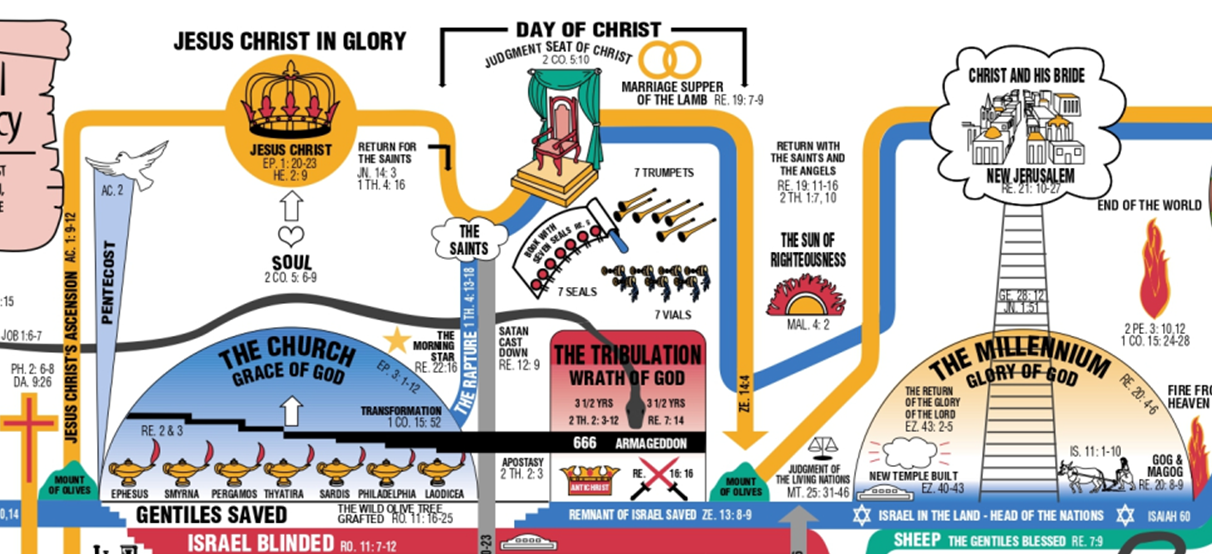 DAY OF CHRIST
JUDGMENT SEAT OF CHRIST
2 CO. 5:10
MARRIAGE SUPPER
OF THE LAMB RE. 19: 7-9
JESUS CHRIST IN GLORY
JESUS CHRIST
EP. 1: 20-23
HE. 2: 9
RETURN FOR
THE SAINTS
JN. 14: 3
1 TH. 4: 16
SOUL
2 CO. 5: 6-9
AC. 2
PENTECOST
JESUS CHRIST'S ASCENSION AC. 1: 9-12
:15
JOB 1:6-7
PH. 2: 6-8
DA. 9:26
THE
SAINTS
THE RAPTURE 1 TH. 4: 13-18
BOOK WITH
SEVEN SEALS RE. 5
7 SEALS
7 TRUMPETS
7 VIALS
RETURN WITH
THE SAINTS AND
THE ANGELS
RE. 19: 11-16
2 TH. 1:7, 10
THE SUN OF
RIGHTEOUSNESS
MAL. 4: 2
CHRIST AND HIS BRIDE
NEW JERUSALEM
RE. 21: 10-27
END OF THE WORLD
2 PE. 3: 10,12
1 CO. 15: 24-28
GE. 28: 12
JN. 1:51
THE CHURCH
GRACE OF GOD
THE
MORNING
STAR
RE. 22:16
EP. 3: 1-12
TRANSFORMATION
1 CO. 15: 52
RE. 2 & 3
EPHESUS
SMYRNA
PERGAMOS
THYATIRA
SARDIS
PHILADELPHIA
LAODICEA
SATAN
CAST
DOWN
RE. 12: 9
APOSTASY
2 TH. 2: 3
THE TRIBULATION
WRATH OF GOD
3 1/2 YRS
3 1/2 YRS
2 TH. 2: 3-12
RE. 7: 14
666 ARMAGEDDON
ANTICHRIST
RE. 16: 16
ZE. 14:4
MOUNT
OF OLIVES
MOUNT
OF OLIVES
JUDGMENT OF
THE LIVING NATIONS
MT. 25: 31-46
THE MILLENNIUM
GLORY OF GOD
RE. 20: 4-6
THE RETURN
OF THE GLORY
OF THE LORD
EZ. 43: 2-5
NEW TEMPLE BUILT
EZ. 40-43
IS. 11: 1-10
FIRE FRO
HEAVEN
GOG &
MAGOG
RE. 20: 8-9
0,14
GENTILES SAVED
THE WILD OLIVE TREE
GRAFTED RO. 11: 16-25
REMNANT OF ISRAEL SAVED ZE. 13: 8-9
ISRAEL IN THE LAND - HEAD OF THE NATIONS
ISAIAH 60
ISRAEL BLINDED RO. 11: 7-12
0-23
SHEEP THE GENTILES BLESSED RE. 7:9